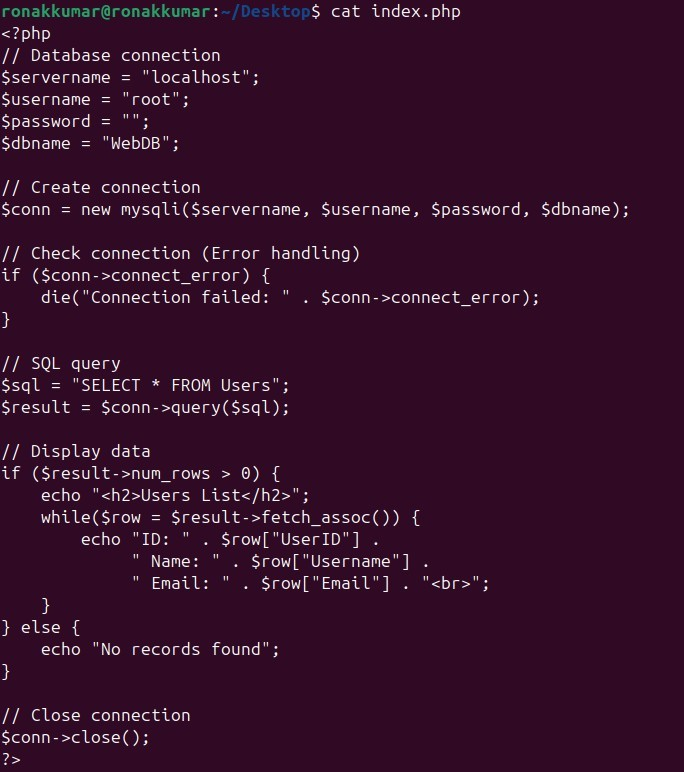 ronakkumar@ronakkumar:~/Desktop$ cat index.php
<?php
// Database connection
$servername = "localhost";
$username = "root";
$password = "";
$dbname = "WebDB";

// Create connection
$conn = new mysqli($servername, $username, $password, $dbname);

// Check connection (Error handling)
if ($conn->connect_error) {
    die("Connection failed: " . $conn->connect_error);
}

// SQL query
$sql = "SELECT * FROM Users";
$result = $conn->query($sql);

// Display data
if ($result->num_rows > 0) {
    echo "<h2>Users List</h2>";
    while($row = $result->fetch_assoc()) {
        echo "ID: " . $row["UserID"] .
             " Name: " . $row["Username"] .
             " Email: " . $row["Email"] . "<br>";
    }
} else {
    echo "No records found";
}

// Close connection
$conn->close();
?>